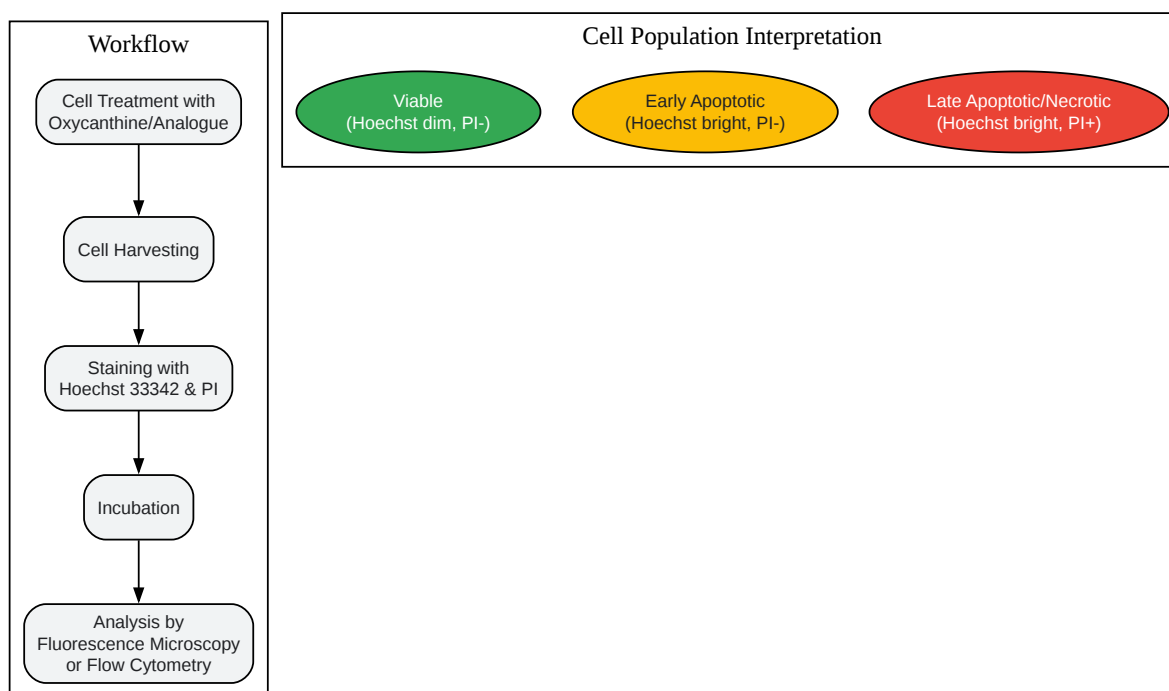 Workflow
Cell Treatment with
Oxycanthine/Analogue
Cell Harvesting
Staining with
Hoechst 33342 & PI
Incubation
Analysis by
Fluorescence Microscopy
or Flow Cytometry
Cell Population Interpretation
Viable
(Hoechst dim, PI-)
Early Apoptotic
(Hoechst bright, PI-)
Late Apoptotic/Necrotic
(Hoechst bright, PI+)